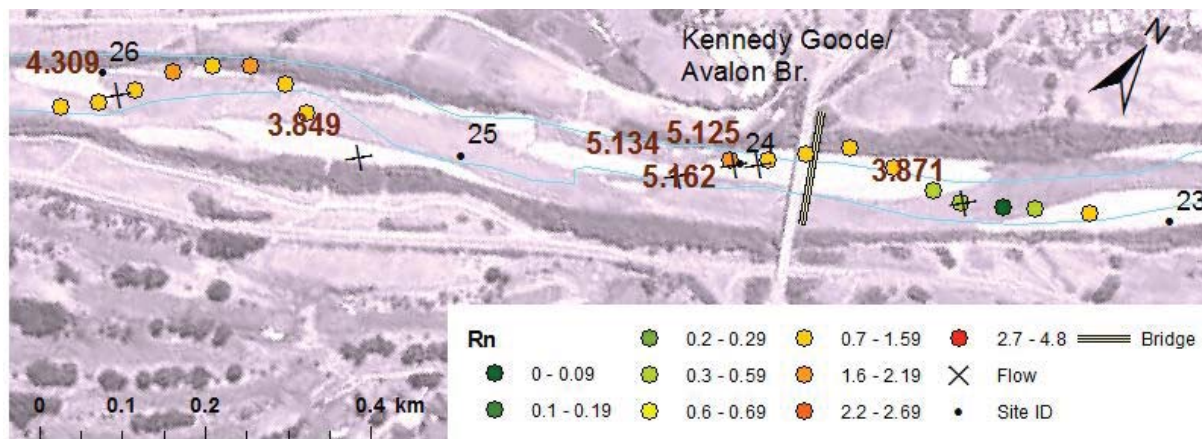 Kennedy Goode/
Avalon Br.
N
4.309
26
3.849
25
5.134
5.125
24
5.162
3.871
23
Rn
0 - 0.09
0.1 - 0.19
0.2 - 0.29
0.3 - 0.59
0.6 - 0.69
0.7 - 1.59
1.6 - 2.19
2.2 - 2.69
2.7 - 4.8
Flow
Site ID
Bridge
0 0.1 0.2 0.4 km